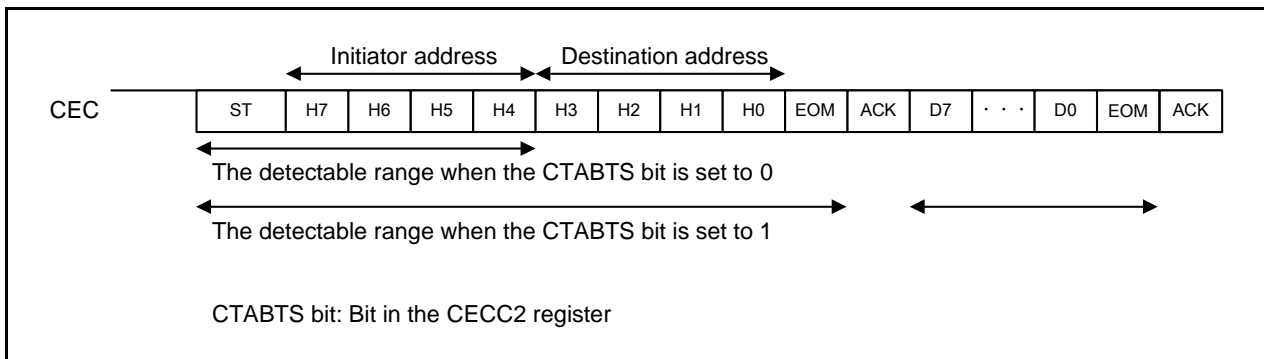 Initiator address Destination address
CEC ST H7 H6 H5 H4 H3 H2 H1 H0 EOM ACK D7 ・・・ D0 EOM ACK
The detectable range when the CTABTS bit is set to 0
The detectable range when the CTABTS bit is set to 1
CTABTS bit: Bit in the CECC2 register